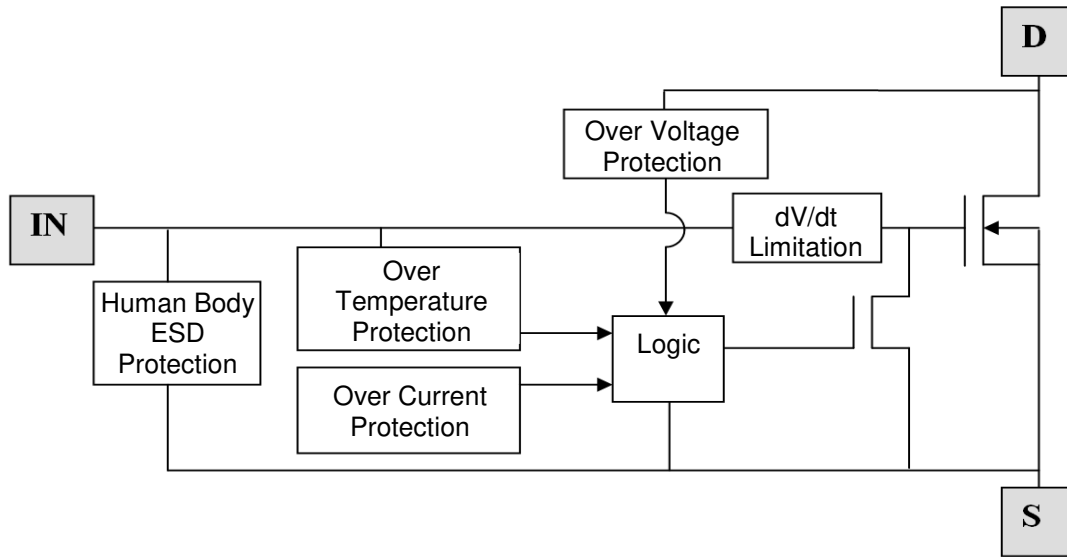 D
Over Voltage
Protection
IN
dV/dt
Limitation
Over
Temperature
Protection
Human Body
ESD
Protection
Logic
Over Current
Protection
S